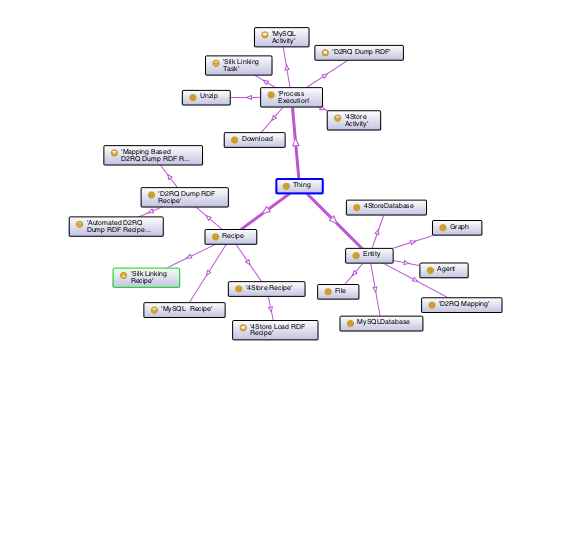 'MySQL
Activity'
'D2RQ Dump RDF'
'Silk Linking
Task'
Unzip
'Process
Execution'
'4Store
Activity'
Download
'Mapping Based
D2RQ Dump RDF R...
Thing
'D2RQ Dump RDF
Recipe'
4StoreDatabase
'Automated D2RQ
Dump RDF Recipe...
Graph
Recipe
Entity
Agent
'Silk Linking
Recipe'
'4Store Recipe'
File
'D2RQ Mapping'
'MySQL Recipe'
'4Store Load RDF
Recipe'
MySQLDatabase